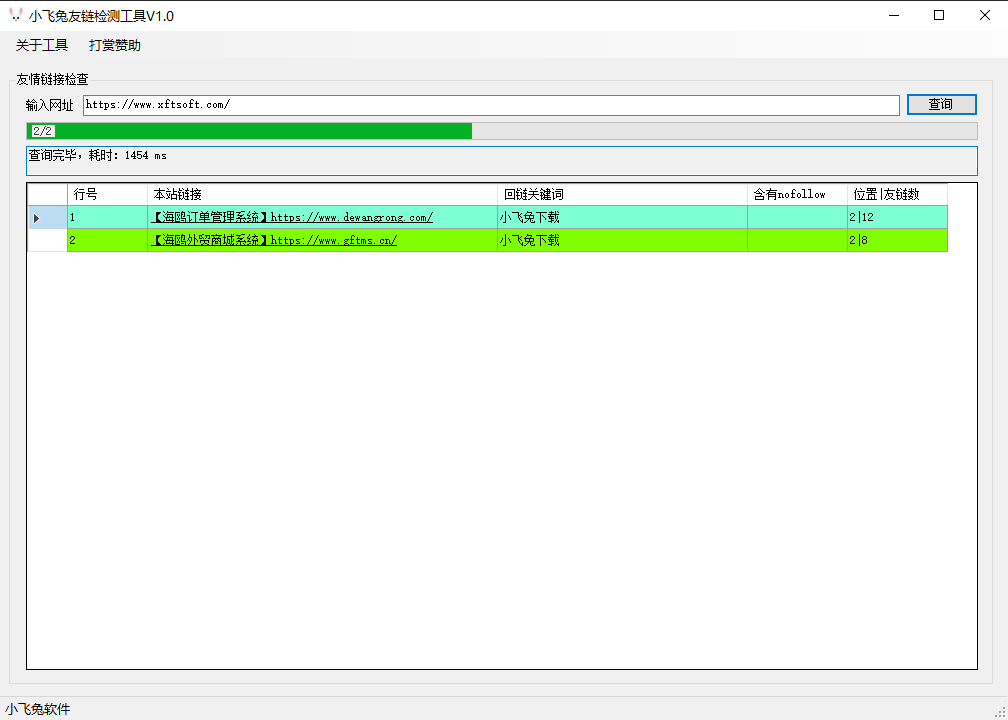 小飞兔友链检测工具V1.0
关于工具 打赏赞助
友情链接检查
输入网址 https://www.xftsoft.com/ 查询
2/2
查询完毕，耗时：1454 ms
行号 本站链接 回链关键词 含有nofollow 位置|友链数
1 【海鸥订单管理系统】https://www.dewangrong.com/ 小飞兔下载 2|12
2 【海鸥外贸商城系统】https://www.gftms.cn/ 小飞兔下载 2|8
小飞兔软件